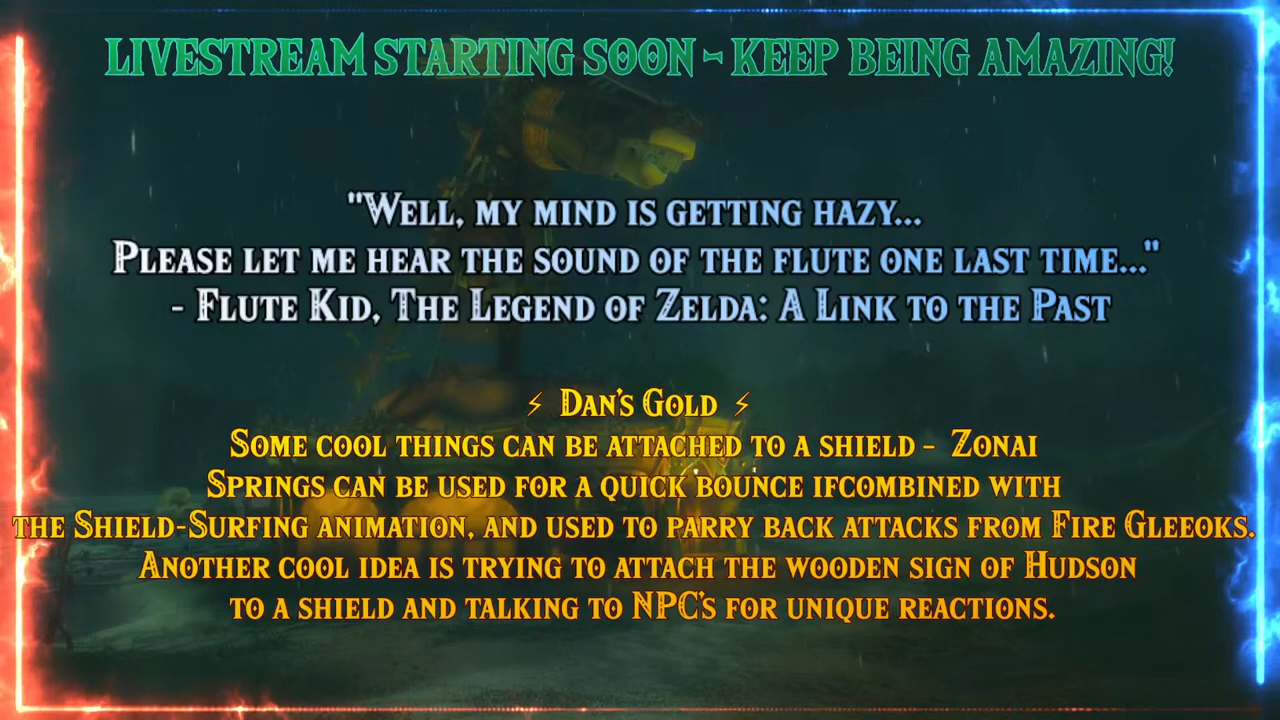 LIVESTREAM STARTING SOON - KEEP BEING AMAZING!
"Well, my mind is getting hazy...
Please let me hear the sound of the flute one last time..."
- Flute Kid, The Legend of Zelda: A Link to the Past
⚡ Dan's Gold ⚡
Some cool things can be attached to a shield - Zonai
Springs can be used for a quick bounce ifcombined with
the Shield-Surfing animation, and used to parry back attacks from Fire Gleeoks.
Another cool idea is trying to attach the wooden sign of Hudson
to a shield and talking to NPC's for unique reactions.